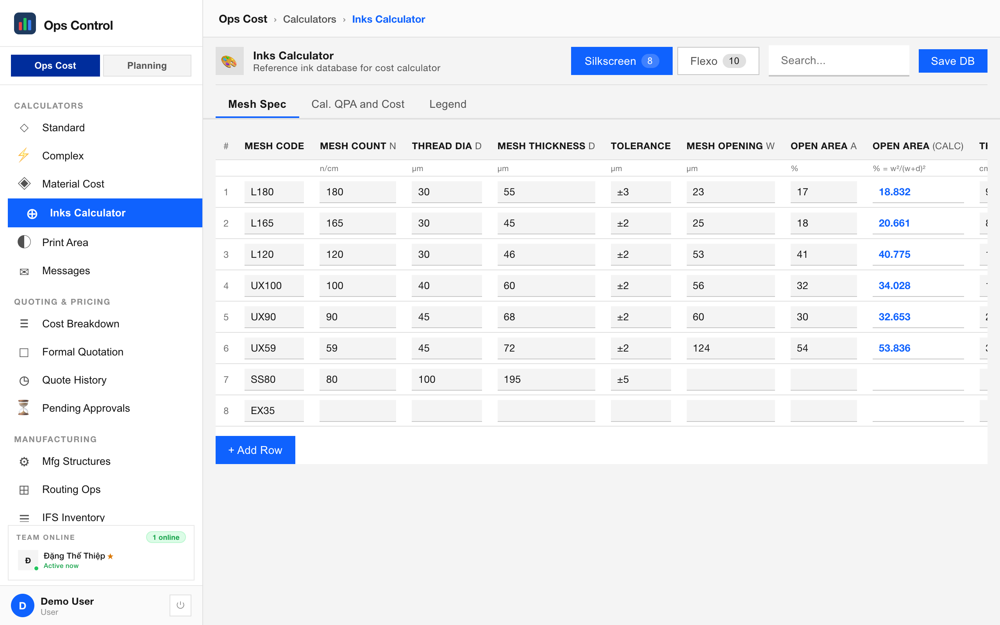 Ops Control
Ops Cost
Planning
CALCULATORS
Standard
Complex
Material Cost
Inks Calculator
Print Area
Messages
QUOTING & PRICING
Cost Breakdown
Formal Quotation
Quote History
Pending Approvals
MANUFACTURING
Mfg Structures
Routing Ops
IFS Inventory
TEAM ONLINE
1 online
Đ
Đặng Thế Thiệp ★
Active now
D
Demo User
User
Ops Cost › Calculators › Inks Calculator
Inks Calculator
Reference ink database for cost calculator
Silkscreen 8
Flexo 10
Search...
Save DB
Mesh Spec
Cal. QPA and Cost
Legend
# MESH CODE MESH COUNT N THREAD DIA D MESH THICKNESS D TOLERANCE MESH OPENING W OPEN AREA A OPEN AREA (CALC)
n/cm µm µm µm µm % % = w²/(w+d)²
1 L180 180 30 55 ±3 23 17 18.832
2 L165 165 30 45 ±2 25 18 20.661
3 L120 120 30 46 ±2 53 41 40.775
4 UX100 100 40 60 ±2 56 32 34.028
5 UX90 90 45 68 ±2 60 30 32.653
6 UX59 59 45 72 ±2 124 54 53.836
7 SS80 80 100 195 ±5
8 EX35
+ Add Row